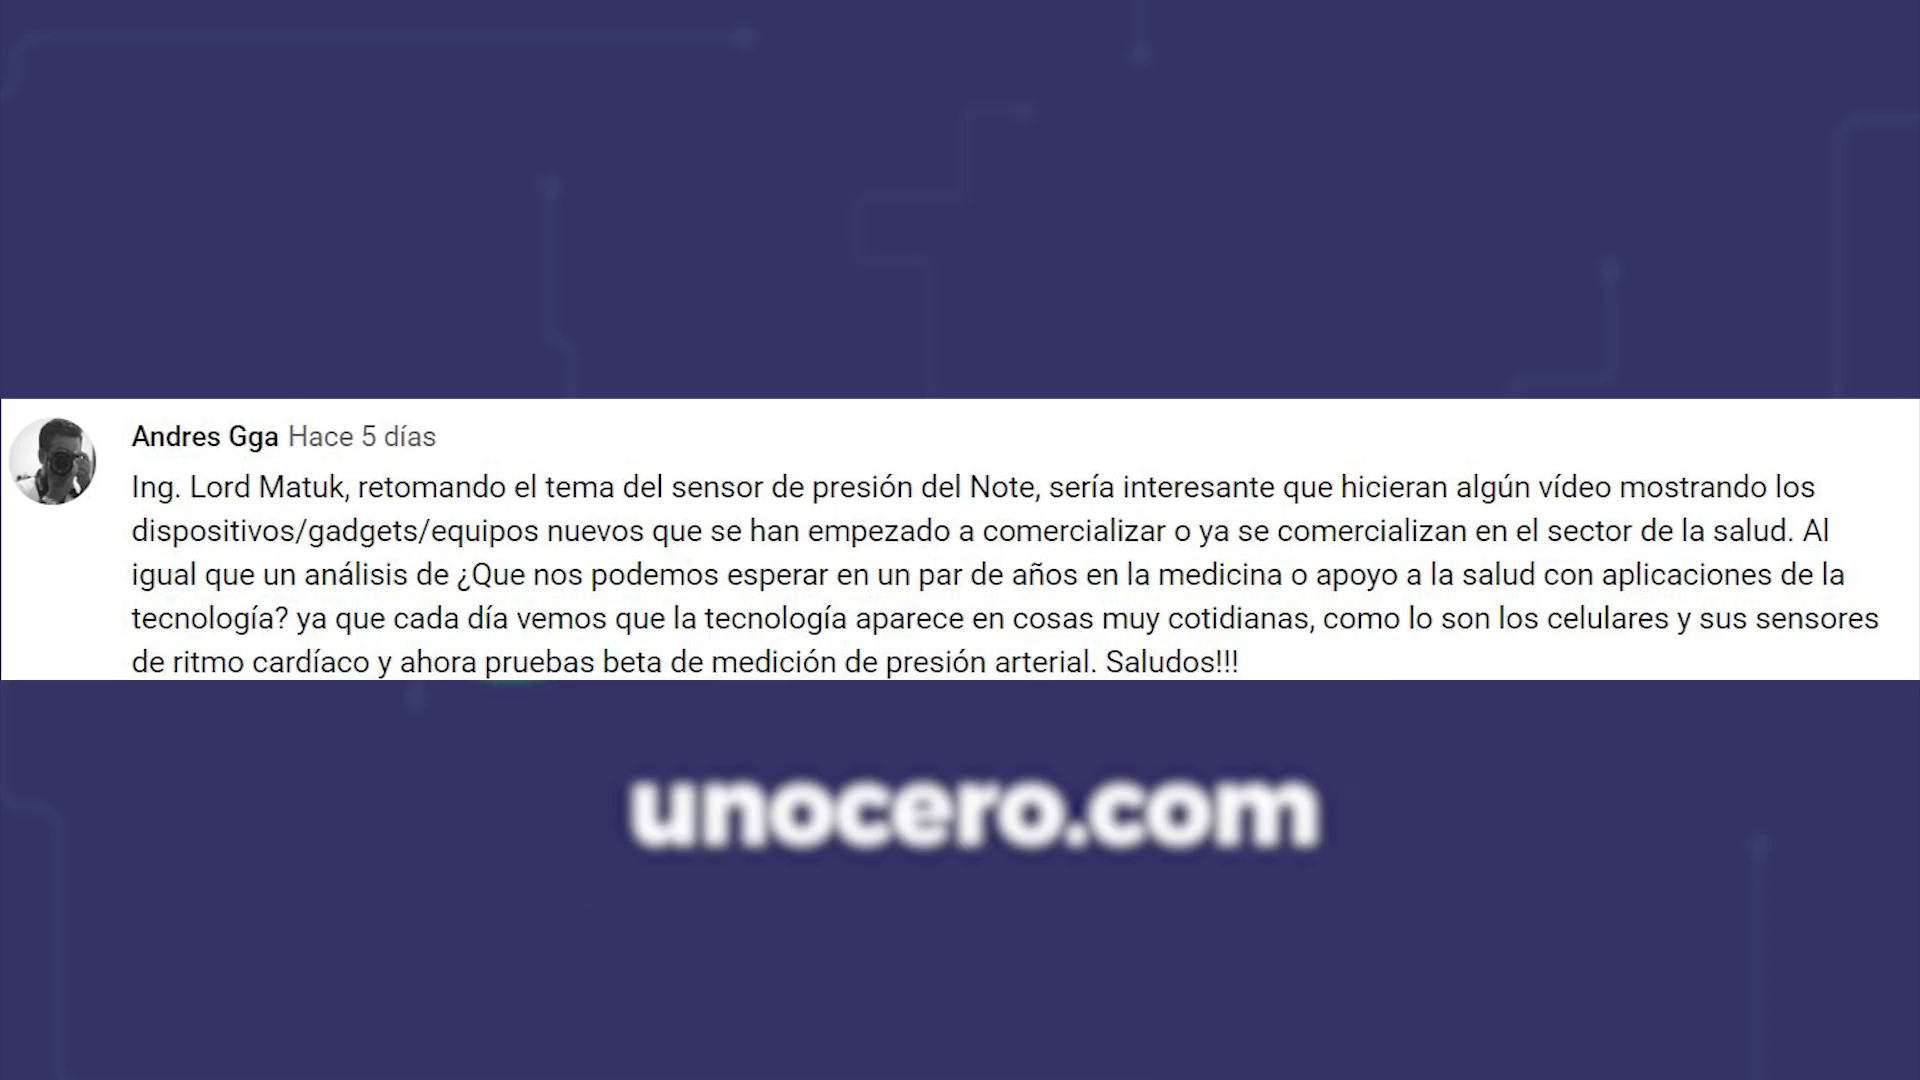 Andres Gga Hace 5 días
Ing. Lord Matuk, retomando el tema del sensor de presión del Note, sería interesante que hicieran algún vídeo mostrando los
dispositivos/gadgets/equipos nuevos que se han empezado a comercializar o ya se comercializan en el sector de la salud. Al
igual que un análisis de ¿Que nos podemos esperar en un par de años en la medicina o apoyo a la salud con aplicaciones de la
tecnología? ya que cada día vemos que la tecnología aparece en cosas muy cotidianas, como lo son los celulares y sus sensores
de ritmo cardíaco y ahora pruebas beta de medición de presión arterial. Saludos!!!
unocero.com